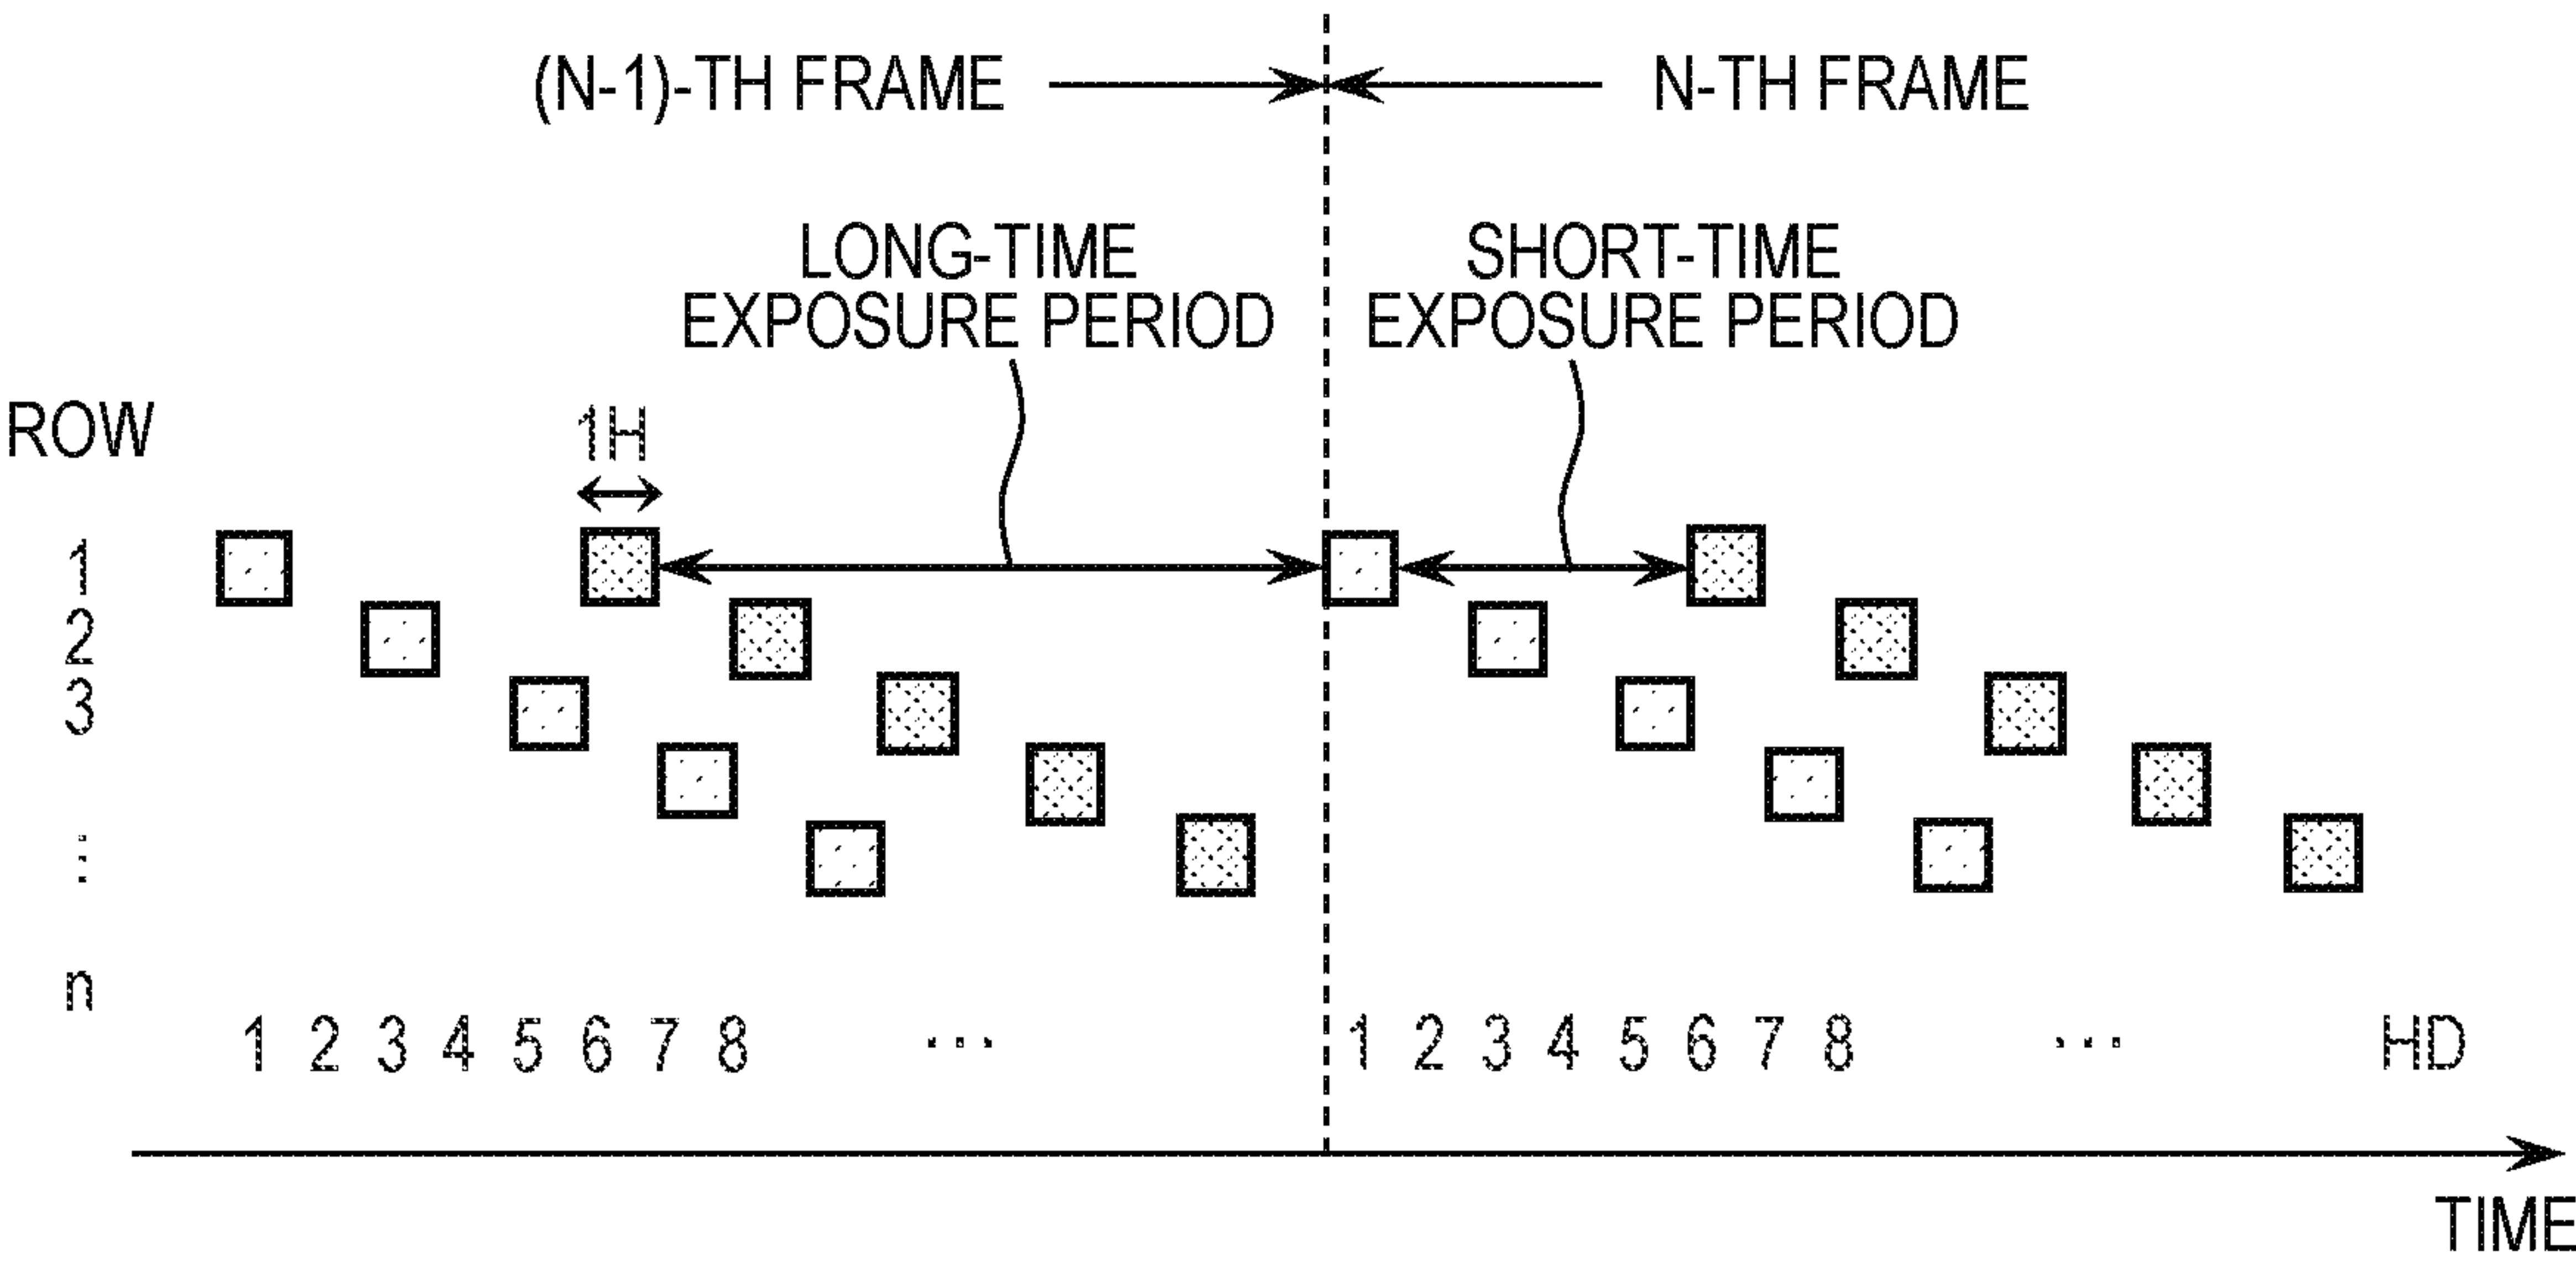 (N-1)-TH FRAME N-TH FRAME
LONG-TIME SHORT-TIME
EXPOSURE PERIOD EXPOSURE PERIOD
ROW 1H
1
2
3
⋮
n
1 2 3 4 5 6 7 8 ... 1 2 3 4 5 6 7 8 ... HD
TIME